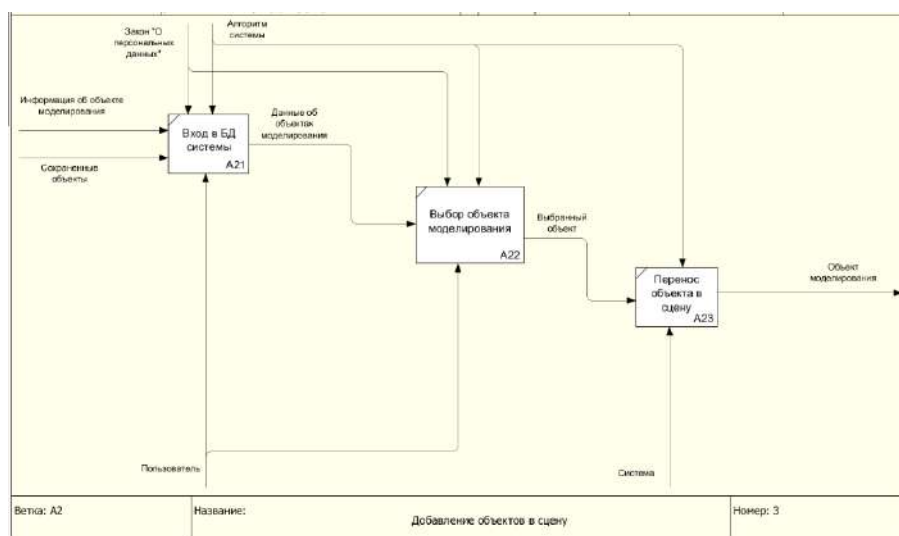 Закон "О
персональных
данных"
Алгоритм
системы
Информация об объекте
моделирования
Сохраненные
объекты
Вход в БД
системы
A21
Данные об
объектах
моделирования
Выбор объекта
моделирования
A22
Выбранный
объект
Перенос
объекта в
сцену
A23
Объект
моделирования
Пользователь
Система
Ветка: A2
Название:
Добавление объектов в сцену
Номер: 3